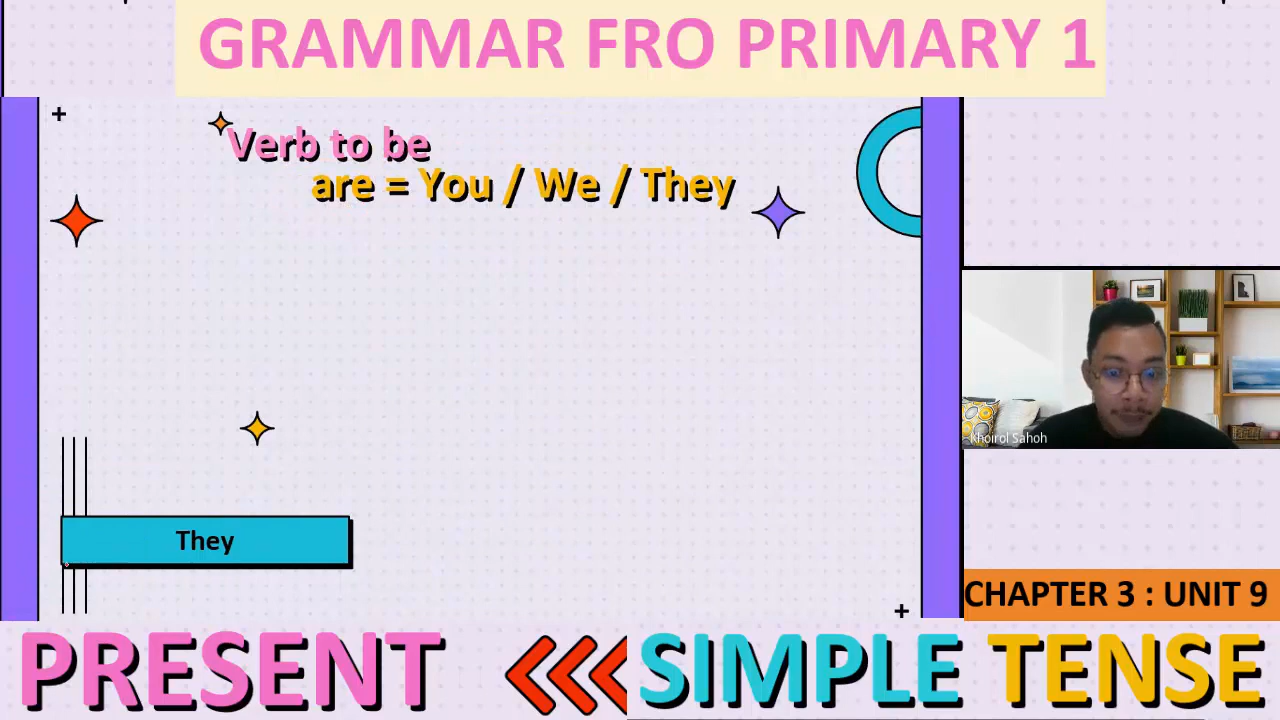 GRAMMAR FRO PRIMARY 1
Verb to be
are = You / We / They
Khoirol Sahoh
They
CHAPTER 3 : UNIT 9
PRESENT SIMPLE TENSE